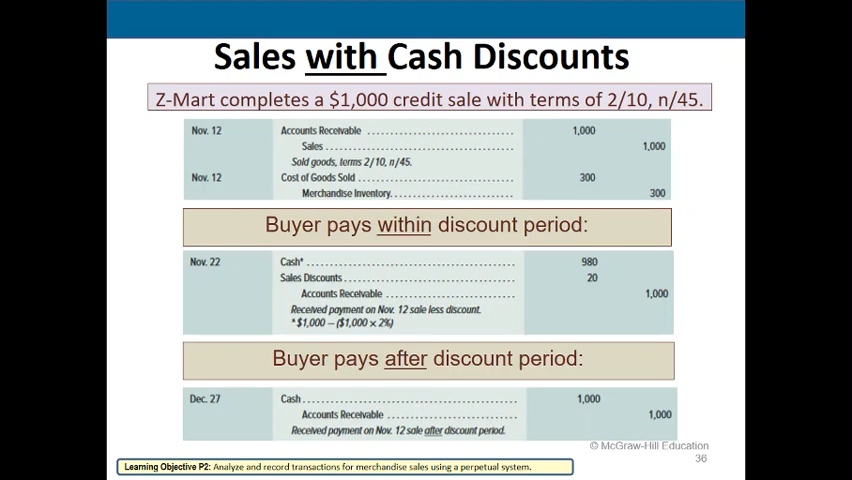 Sales with Cash Discounts
Z-Mart completes a $1,000 credit sale with terms of 2/10, n/45.
Nov. 12 Accounts Receivable 1,000
Sales 1,000
Sold goods, terms 2/10, n/45.
Nov. 12 Cost of Goods Sold 300
Merchandise Inventory 300
Buyer pays within discount period:
Nov. 22 Cash* 980
Sales Discounts 20
Accounts Receivable 1,000
Received payment on Nov. 12 sale less discount.
*$1,000 – ($1,000 x 2%)
Buyer pays after discount period:
Dec. 27 Cash 1,000
Accounts Receivable 1,000
Received payment on Nov. 12 sale after discount period.
© McGraw-Hill Education
36
Learning Objective P2: Analyze and record transactions for merchandise sales using a perpetual system.